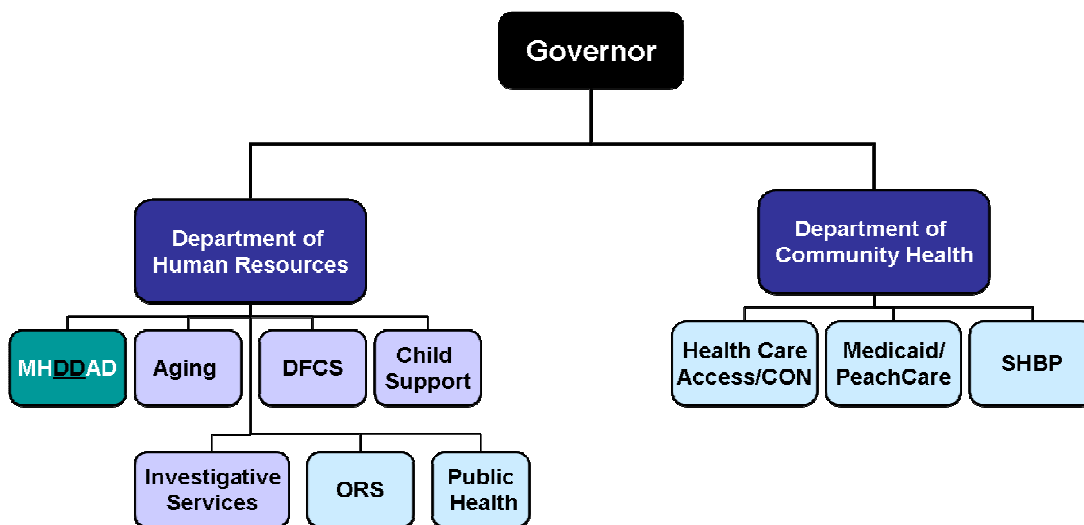 Governor
Department of
Human Resources
Department of
Community Health
MHDDAD
Aging
DFCS
Child
Support
Health Care
Access/CON
Medicaid/
PeachCare
SHBP
Investigative
Services
ORS
Public
Health